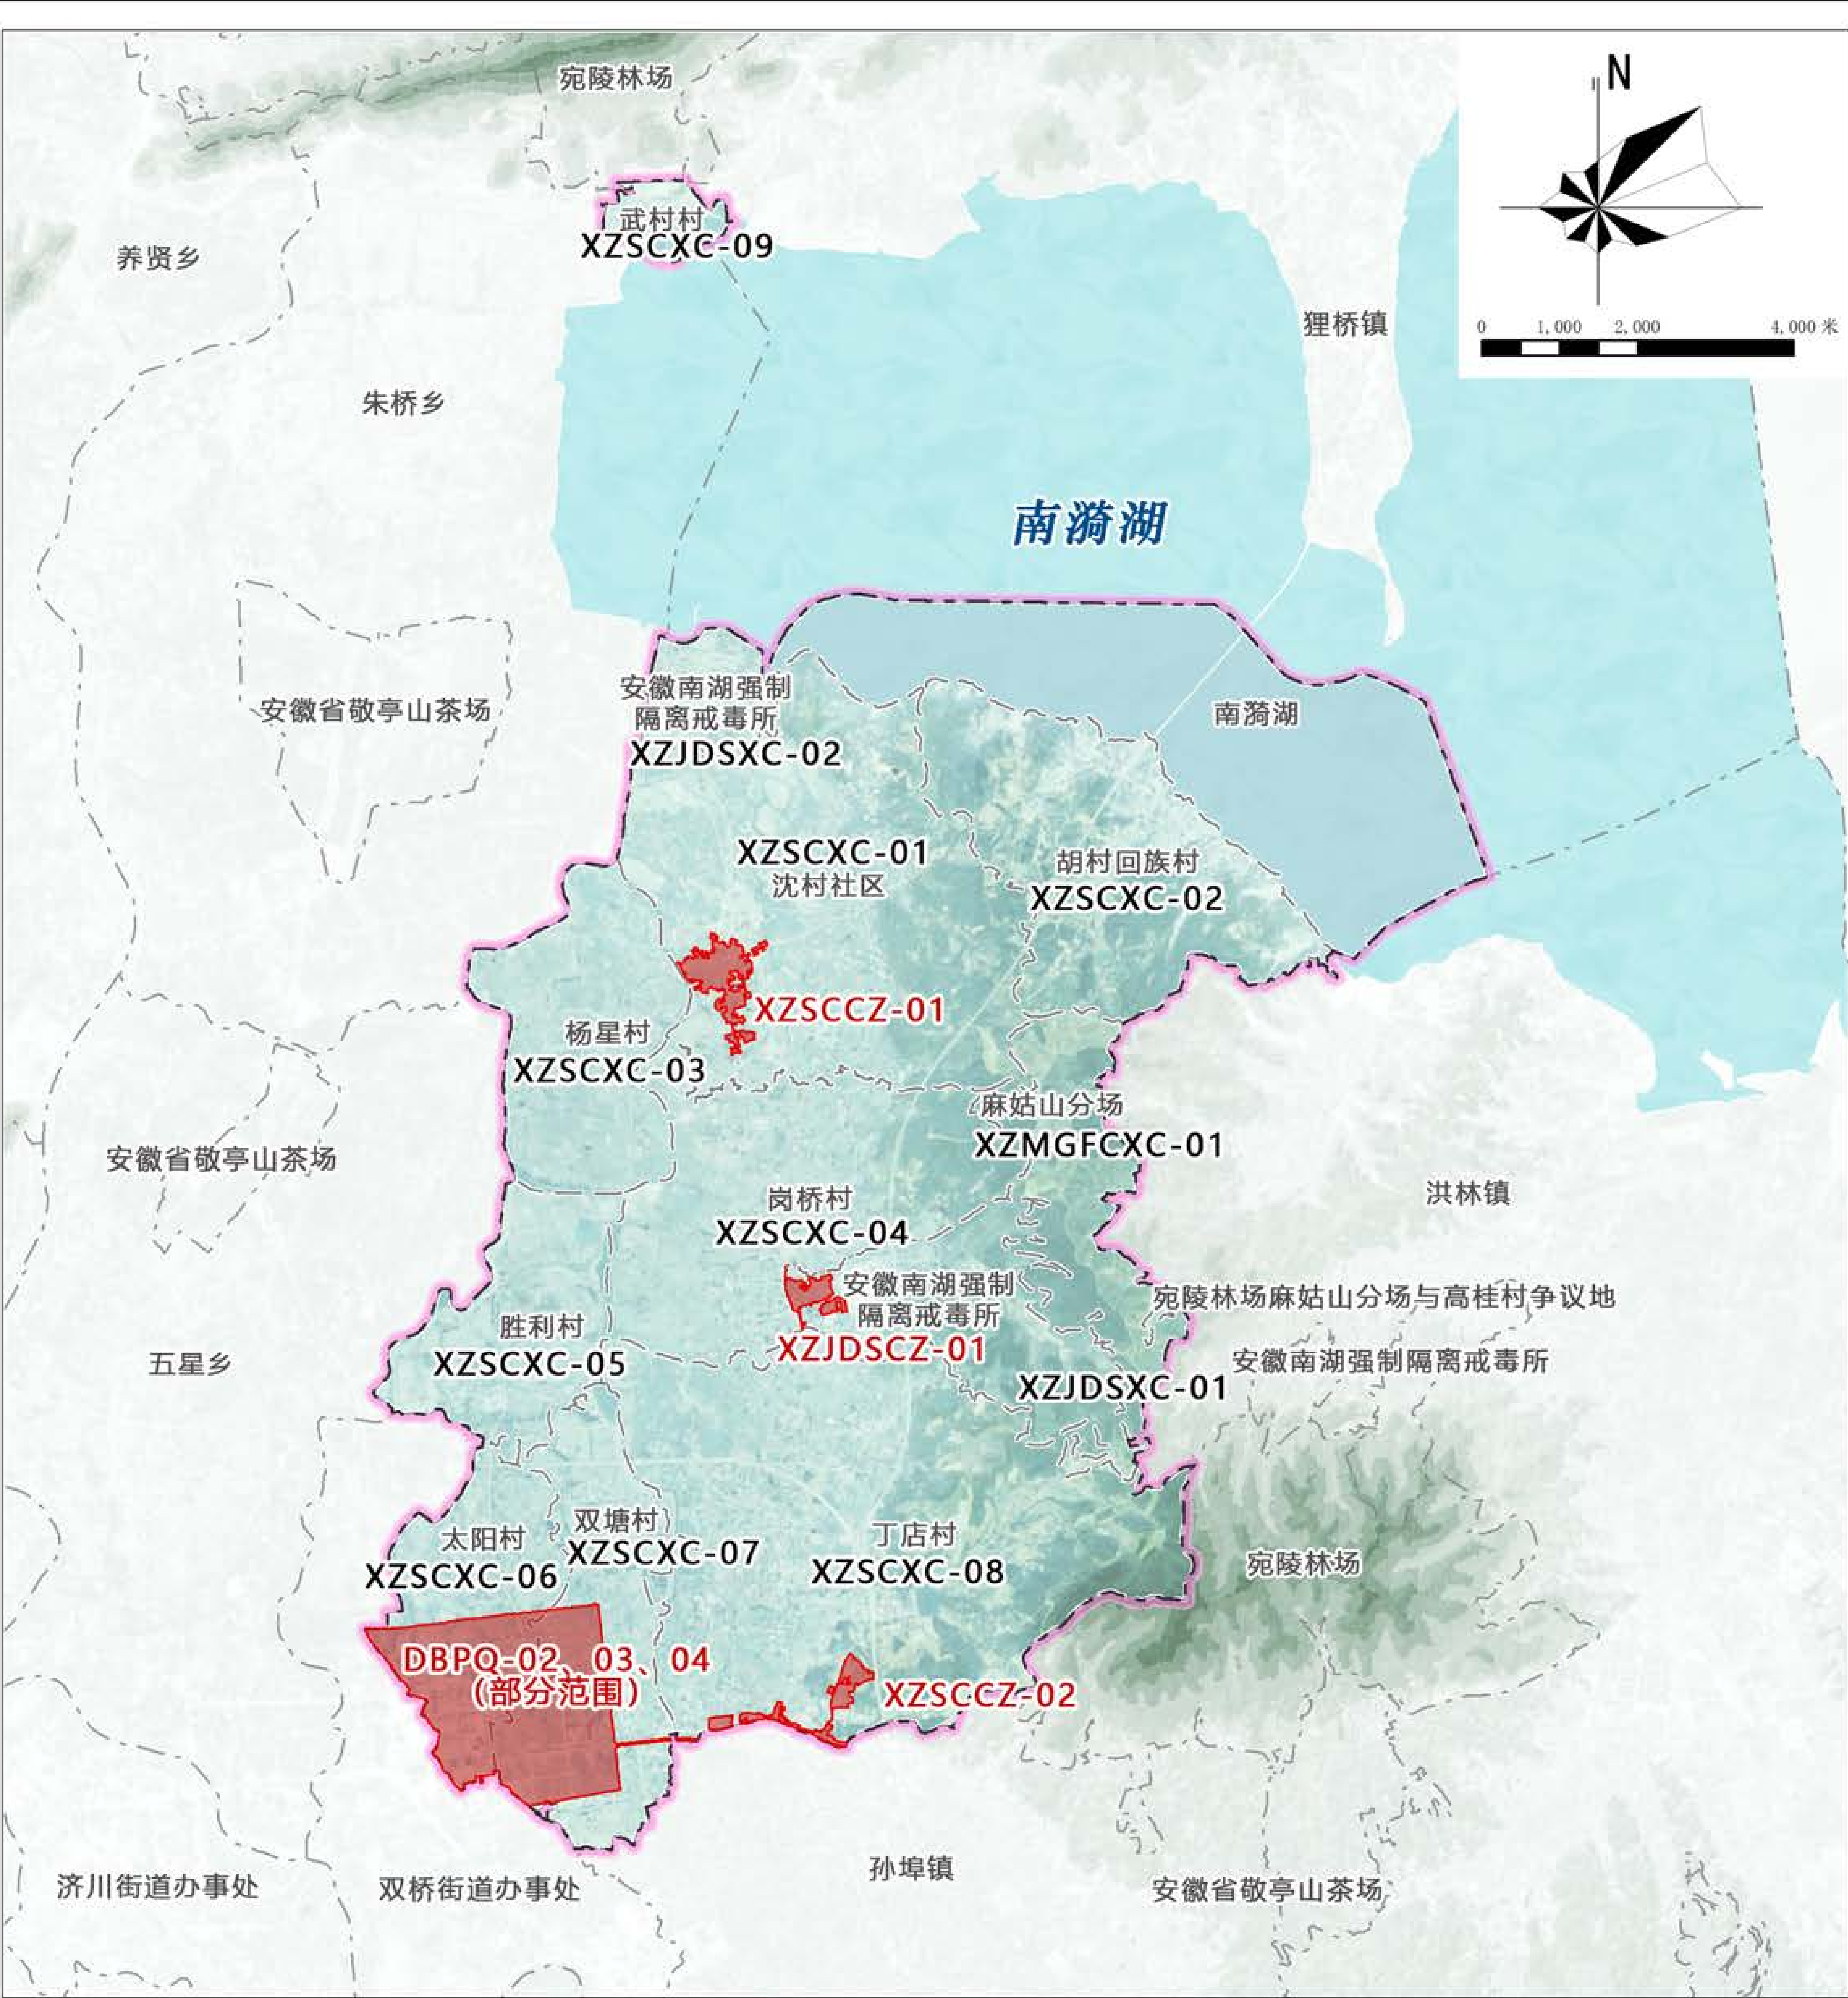 宛陵林场
N
武村村
XZSCXC-09
养贤乡
狸桥镇
0 1,000 2,000 4,000 米
朱桥乡
南漪湖
安徽南湖强制
隔离戒毒所
XZJDSXC-02
安徽省敬亭山茶场
南漪湖
XZSCXC-01
沈村社区
胡村回族村
XZSCXC-02
XZSCCZ-01
杨星村
XZSCXC-03
麻姑山分场
XZMGFCXC-01
安徽省敬亭山茶场
洪林镇
岗桥村
XZSCXC-04
安徽南湖强制
隔离戒毒所
XZJDSCZ-01
宛陵林场麻姑山分场与高桂村争议地
胜利村
XZSCXC-05
五星乡
安徽南湖强制隔离戒毒所
XZJDSXC-01
太阳村
XZSCXC-06
双塘村
XZSCXC-07
丁店村
XZSCXC-08
宛陵林场
DBPQ-02、03、04
（部分范围）
XZSCCZ-02
孙埠镇
济川街道办事处
双桥街道办事处
安徽省敬亭山茶场